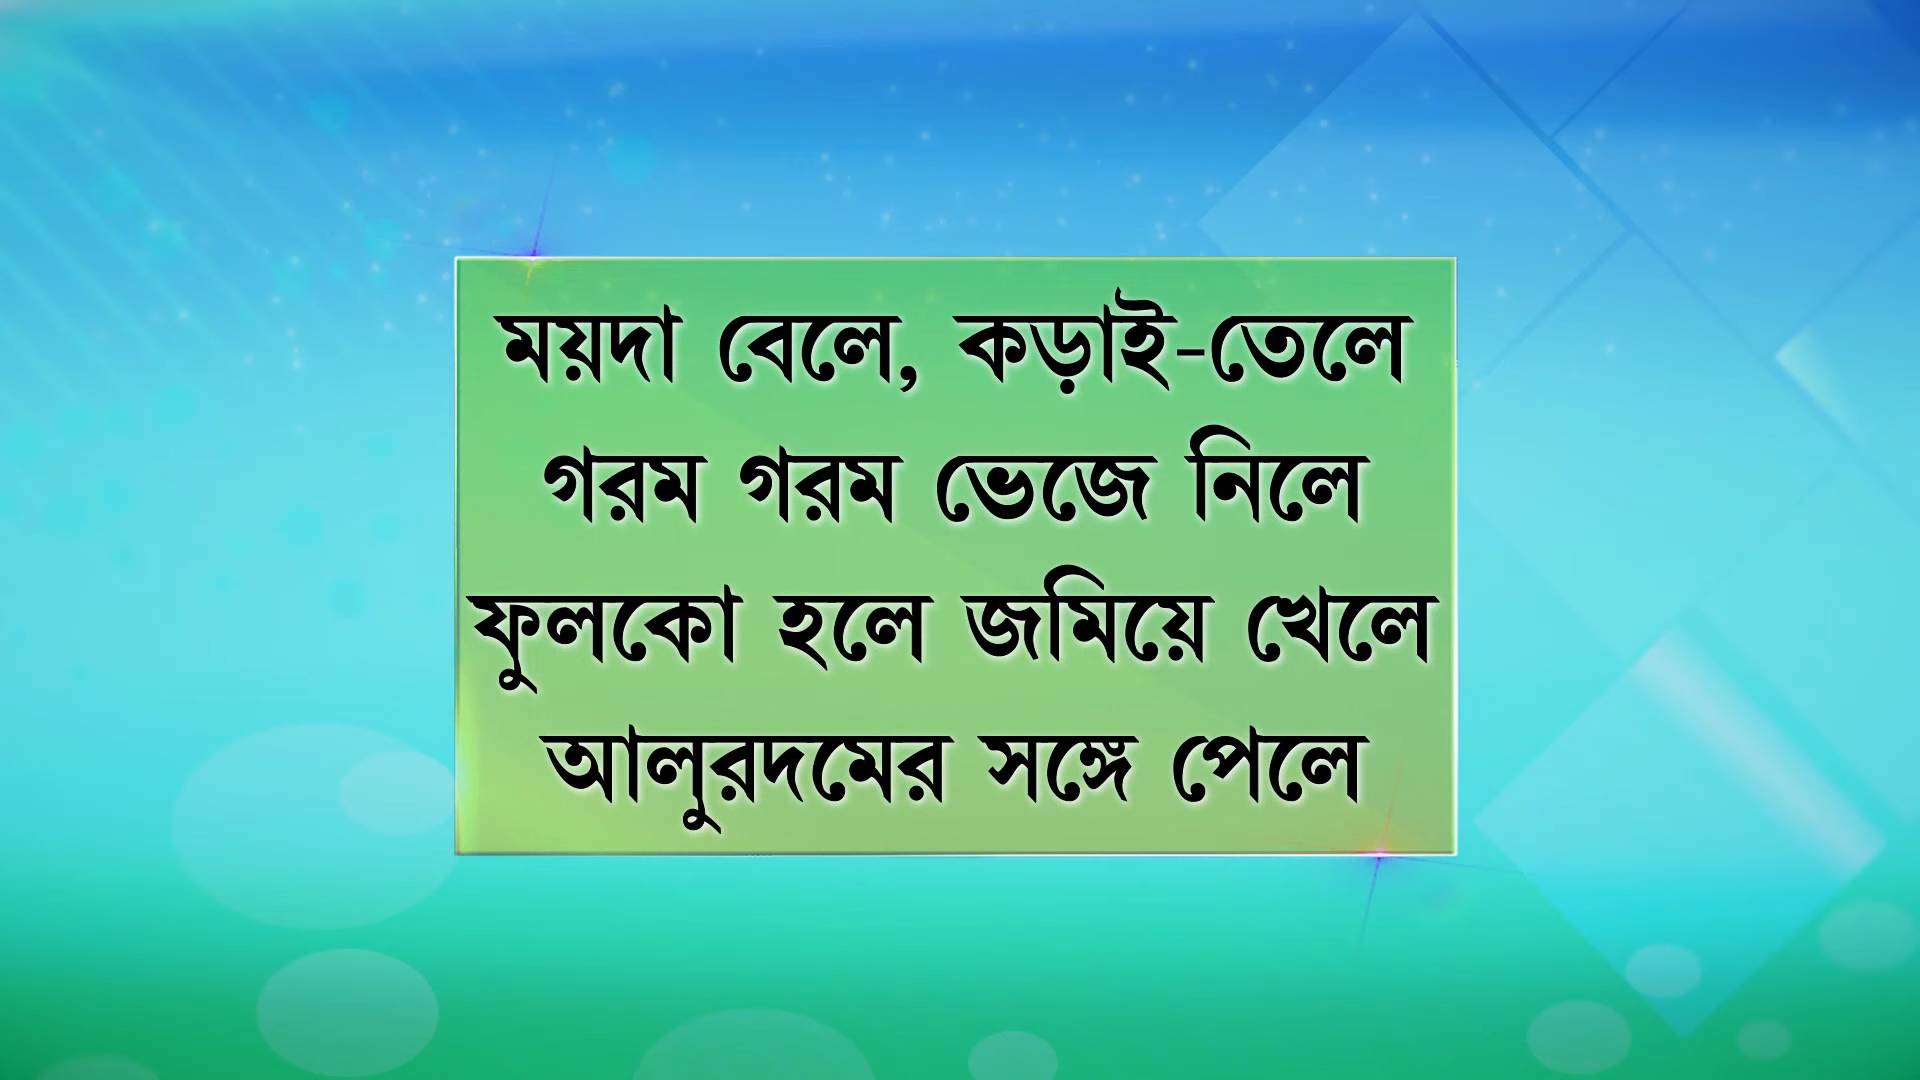 ময়দা বেলে, কড়াই-তেলে
গরম গরম ভেজে নিলে
ফুলকো হলে জমিয়ে খেলে
আলুরদমের সঙ্গে পেলে